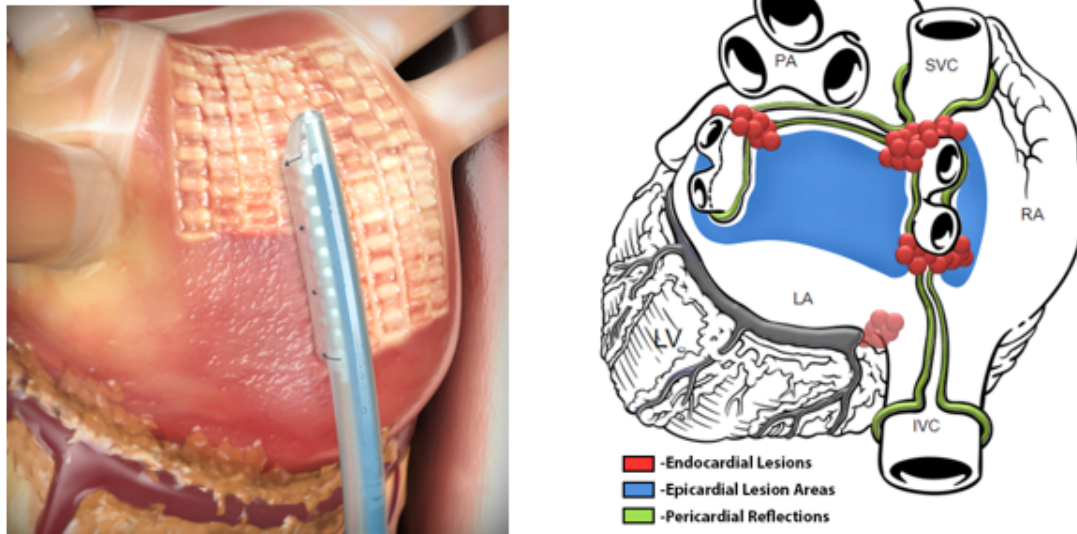 PA
SVC
RA
LA
LV
IVC
-Endocardial Lesions
-Epicardial Lesion Areas
-Pericardial Reflections